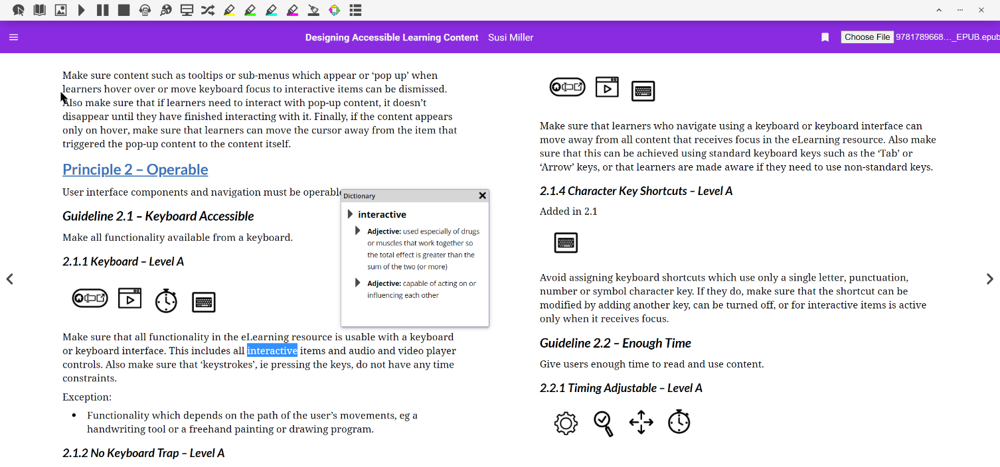 Designing Accessible Learning Content Susi Miller
Choose File 9781789668…_EPUB.epub
Make sure content such as tooltips or sub-menus which appear or ‘pop up’ when
learners hover over or move keyboard focus to interactive items can be dismissed.
Also make sure that if learners need to interact with pop-up content, it doesn’t
disappear until they have finished interacting with it. Finally, if the content appears
only on hover, make sure that learners can move the cursor away from the item that
triggered the pop-up content to the content itself.
Principle 2 – Operable
User interface components and navigation must be operable
Guideline 2.1 – Keyboard Accessible
Make all functionality available from a keyboard.
2.1.1 Keyboard – Level A
Make sure that all functionality in the eLearning resource is usable with a keyboard
or keyboard interface. This includes all interactive items and audio and video player
controls. Also make sure that ‘keystrokes’, ie pressing the keys, do not have any time
constraints.
Exception:
• Functionality which depends on the path of the user’s movements, eg a
handwriting tool or a freehand painting or drawing program.
2.1.2 No Keyboard Trap – Level A
Dictionary
interactive
Adjective: used especially of drugs
or muscles that work together so
the total effect is greater than the
sum of the two (or more)
Adjective: capable of acting on or
influencing each other
Make sure that learners who navigate using a keyboard or keyboard interface can
move away from all content that receives focus in the eLearning resource. Also make
sure that this can be achieved using standard keyboard keys such as the ‘Tab’ or
‘Arrow’ keys, or that learners are made aware if they need to use non-standard keys.
2.1.4 Character Key Shortcuts – Level A
Added in 2.1
Avoid assigning keyboard shortcuts which use only a single letter, punctuation,
number or symbol character key. If they do, make sure that the shortcut can be
modified by adding another key, can be turned off, or for interactive items is active
only when it receives focus.
Guideline 2.2 – Enough Time
Give users enough time to read and use content.
2.2.1 Timing Adjustable – Level A